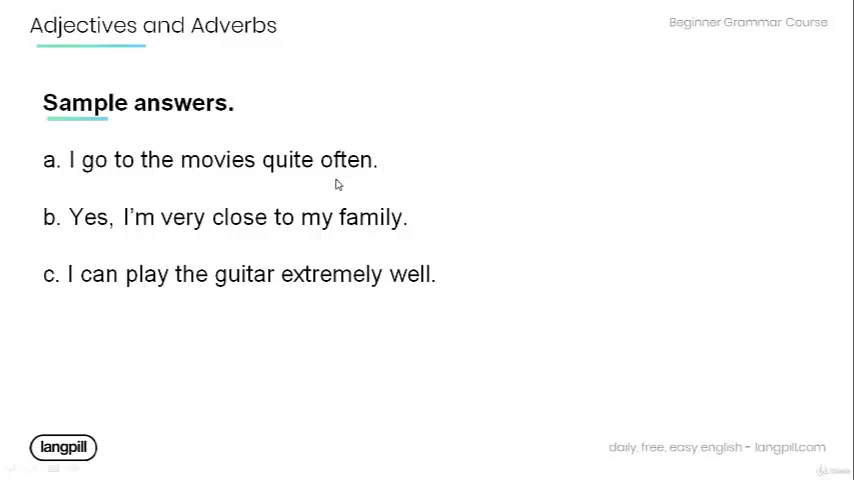 Adjectives and Adverbs
Beginner Grammar Course
Sample answers.
a. I go to the movies quite often.
b. Yes, I'm very close to my family.
c. I can play the guitar extremely well.
langpill
daily, free, easy english - langpill.com